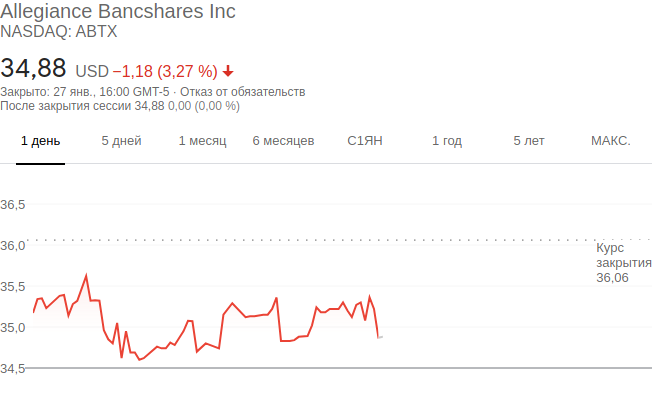 Allegiance Bancshares Inc
NASDAQ: ABTX
34,88 USD −1,18 (3,27 %)
Закрыто: 27 янв., 16:00 GMT-5 · Отказ от обязательств
После закрытия сессии 34,88 0,00 (0,00 %)
1 день 5 дней 1 месяц 6 месяцев С1ЯН 1 год 5 лет МАКС.
36,5
36,0
Курс
закрытия
36.06
35,5
35,0
34,5